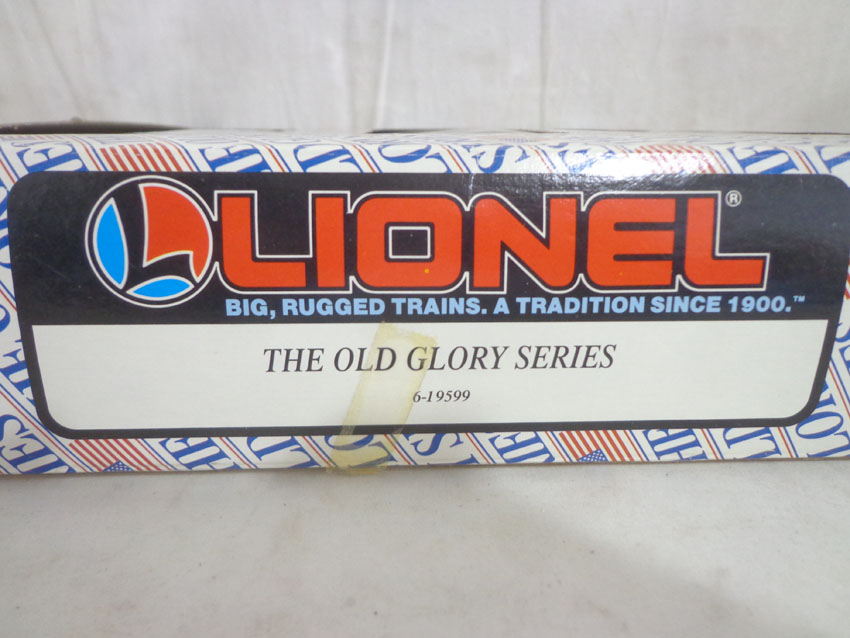 LIONEL®
BIG, RUGGED TRAINS. A TRADITION SINCE 1900.™
THE OLD GLORY SERIES
6-19599